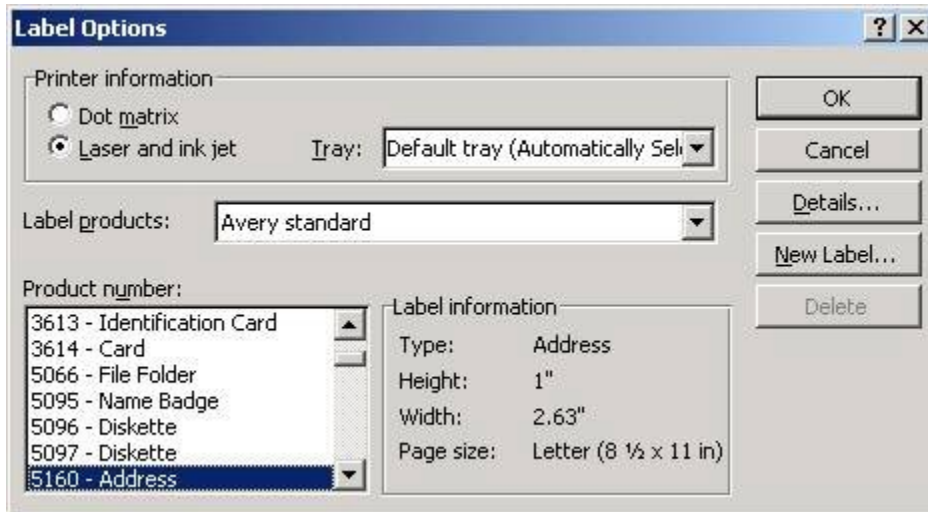 Label Options
Printer information
Dot matrix
Laser and ink jet
Tray: Default tray (Automatically Sel
Label products: Avery standard
Product number:
3613 - Identification Card
3614 - Card
5066 - File Folder
5095 - Name Badge
5096 - Diskette
5097 - Diskette
5160 - Address
Label information
Type: Address
Height: 1"
Width: 2.63"
Page size: Letter (8 ½ x 11 in)
OK
Cancel
Details...
New Label...
Delete